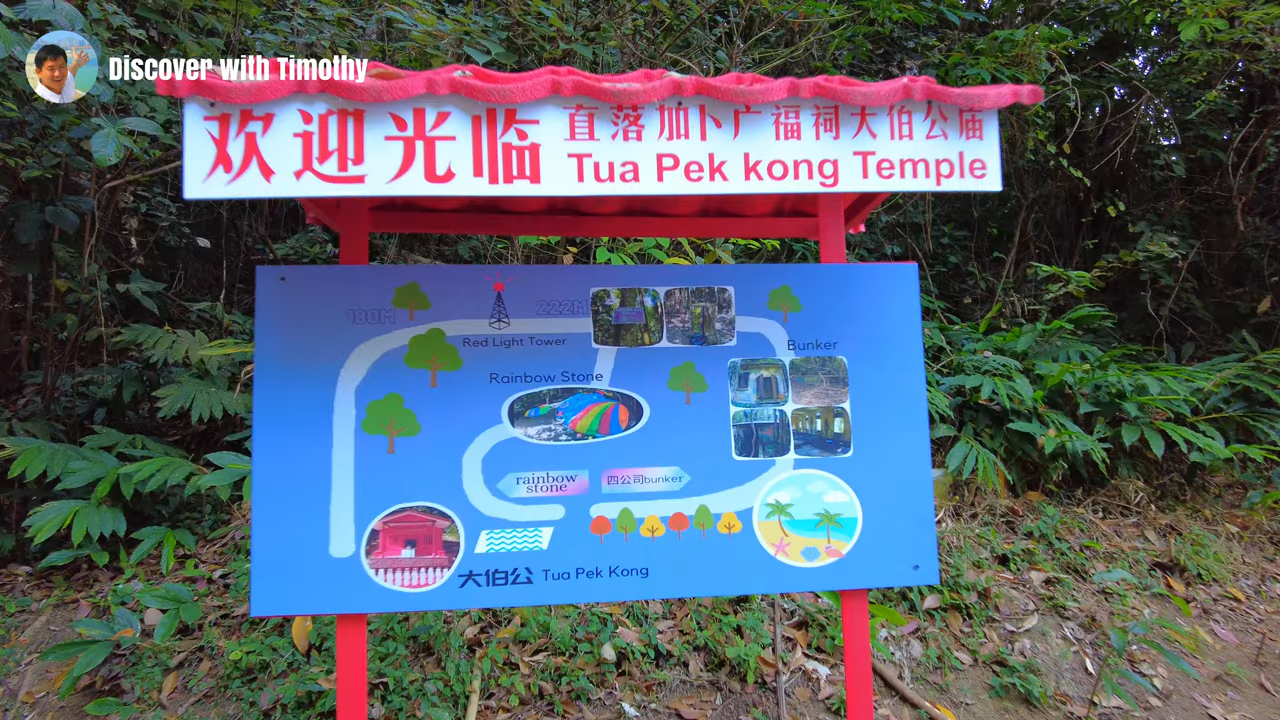 Discover with Timothy
欢迎光临
直落加卜广福祠大伯公庙
Tua Pek kong Temple
180M
222M
Red Light Tower
Bunker
Rainbow Stone
rainbow
stone
四公司bunker
大伯公 Tua Pek Kong